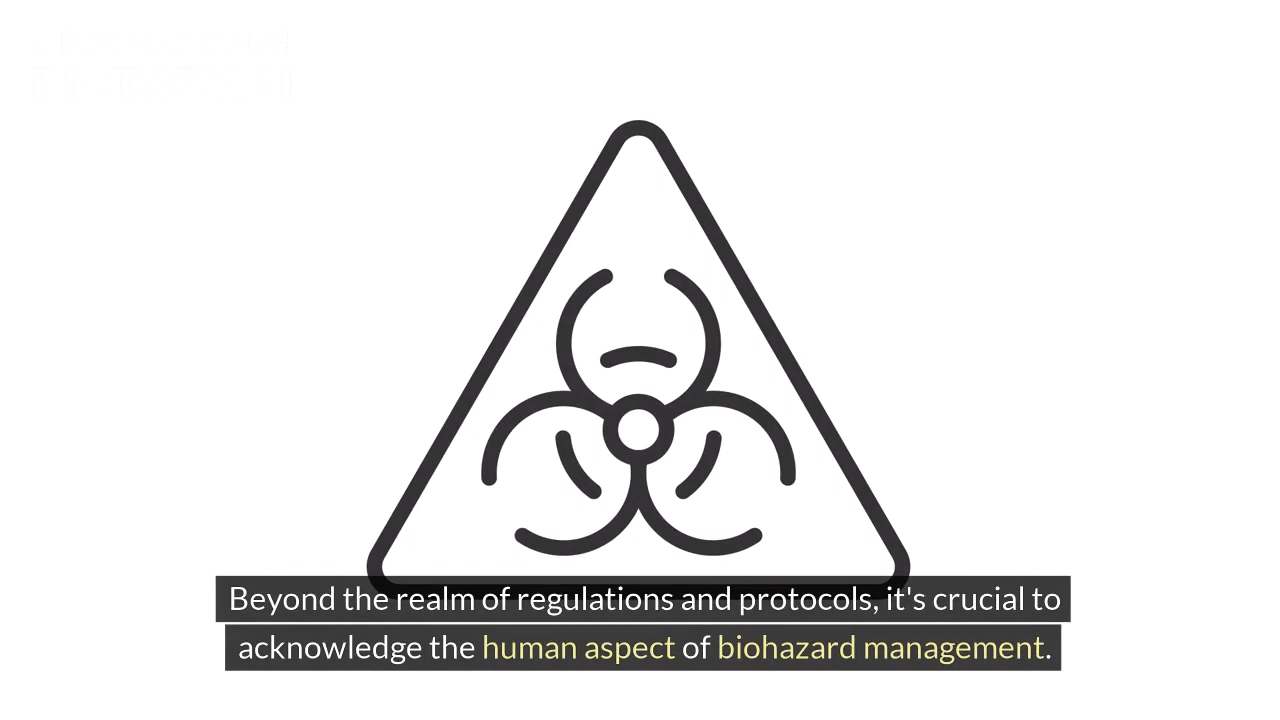 Beyond the realm of regulations and protocols, it's crucial to
acknowledge the human aspect of biohazard management.